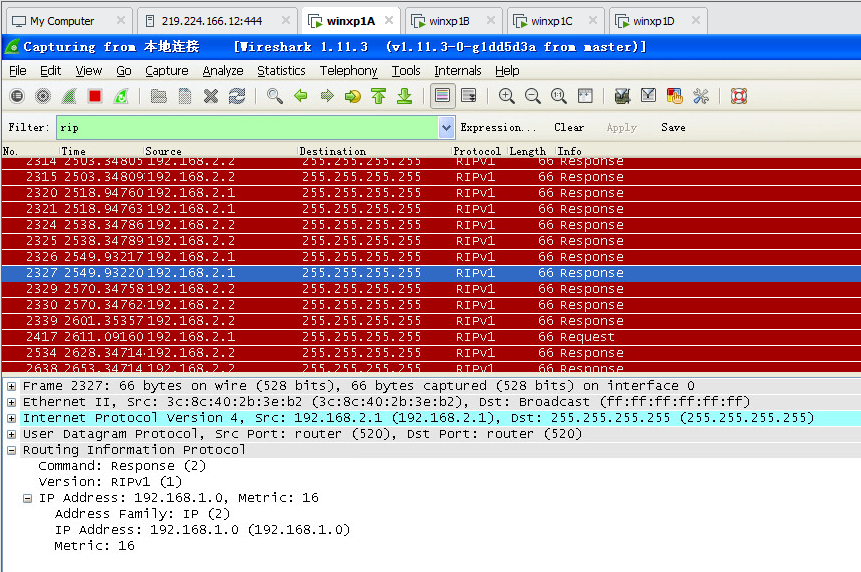 My Computer 219.224.166.12:444 winxp1A winxp1B winxp1C winxp1D
Capturing from 本地连接 [Wireshark 1.11.3 (v1.11.3-0-g1dd5d3a from master)]
File Edit View Go Capture Analyze Statistics Telephony Tools Internals Help
Filter: rip Expression... Clear Apply Save
No. Time Source Destination Protocol Length Info
2314 2503.34805 192.168.2.2 255.255.255.255 RIPv1 66 Response
2315 2503.34809 192.168.2.2 255.255.255.255 RIPv1 66 Response
2320 2518.94760 192.168.2.1 255.255.255.255 RIPv1 66 Response
2321 2518.94763 192.168.2.1 255.255.255.255 RIPv1 66 Response
2324 2538.34786 192.168.2.2 255.255.255.255 RIPv1 66 Response
2325 2538.34789 192.168.2.2 255.255.255.255 RIPv1 66 Response
2326 2549.93217 192.168.2.1 255.255.255.255 RIPv1 66 Response
2327 2549.93220 192.168.2.1 255.255.255.255 RIPv1 66 Response
2329 2570.34758 192.168.2.2 255.255.255.255 RIPv1 66 Response
2330 2570.34762 192.168.2.2 255.255.255.255 RIPv1 66 Response
2339 2601.35357 192.168.2.2 255.255.255.255 RIPv1 66 Response
2417 2611.09160 192.168.2.1 255.255.255.255 RIPv1 66 Request
2534 2628.34714 192.168.2.2 255.255.255.255 RIPv1 66 Response
2638 2653.34714 192.168.2.2 255.255.255.255 RIPv1 66 Response
Frame 2327: 66 bytes on wire (528 bits), 66 bytes captured (528 bits) on interface 0
Ethernet II, Src: 3c:8c:40:2b:3e:b2 (3c:8c:40:2b:3e:b2), Dst: Broadcast (ff:ff:ff:ff:ff:ff)
Internet Protocol Version 4, Src: 192.168.2.1 (192.168.2.1), Dst: 255.255.255.255 (255.255.255.255)
User Datagram Protocol, Src Port: router (520), Dst Port: router (520)
Routing Information Protocol
Command: Response (2)
Version: RIPv1 (1)
IP Address: 192.168.1.0, Metric: 16
Address Family: IP (2)
IP Address: 192.168.1.0 (192.168.1.0)
Metric: 16